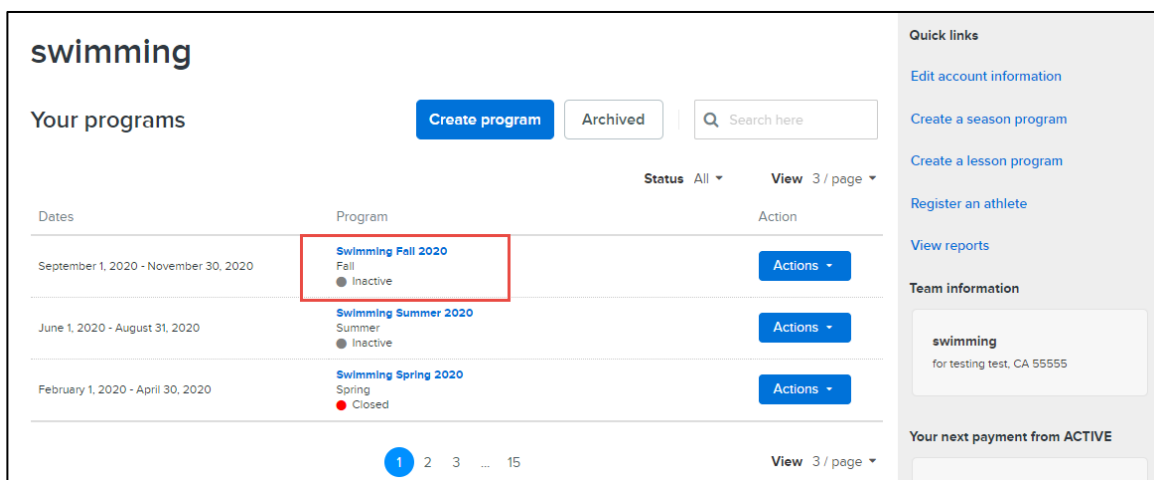 swimming
Your programs
Create program
Archived
Search here
Status All
View 3 / page
Dates Program Action
September 1, 2020 - November 30, 2020
Swimming Fall 2020
Fall
Inactive
Actions
June 1, 2020 - August 31, 2020
Swimming Summer 2020
Summer
Inactive
Actions
February 1, 2020 - April 30, 2020
Swimming Spring 2020
Spring
Closed
Actions
1 2 3 ... 15
View 3 / page
Quick links
Edit account information
Create a season program
Create a lesson program
Register an athlete
View reports
Team information
swimming
for testing test, CA 55555
Your next payment from ACTIVE